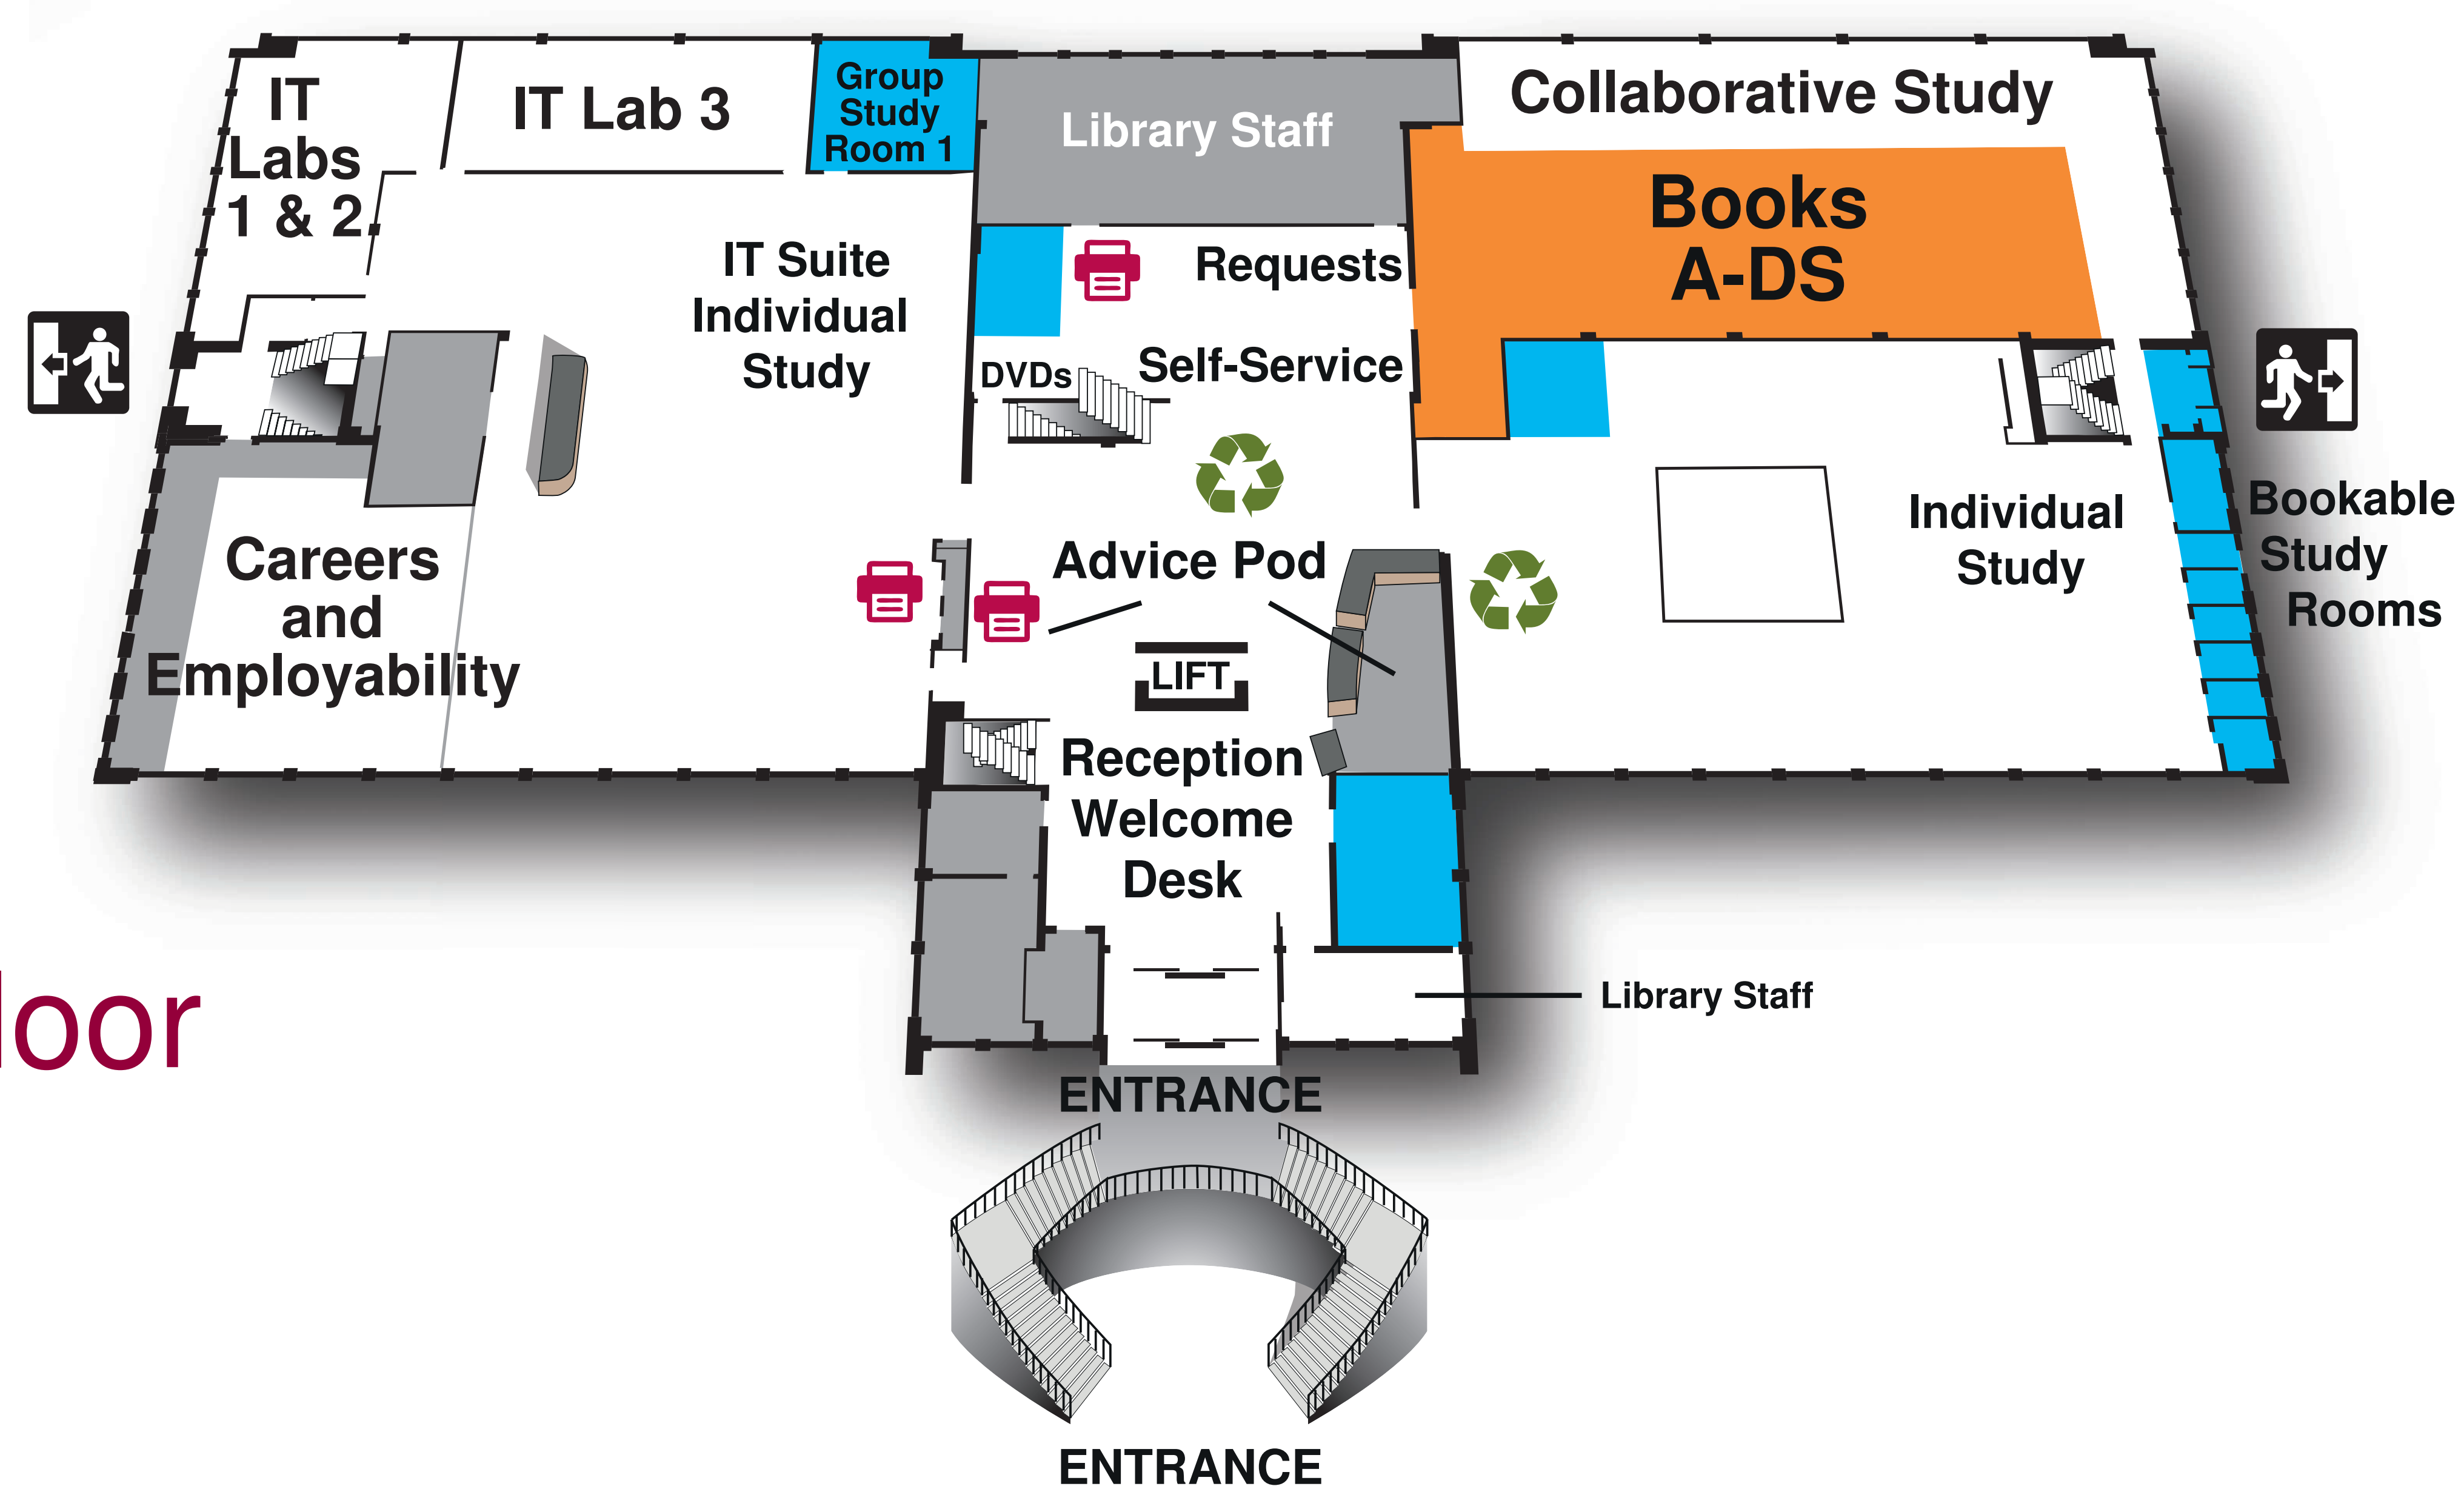 IT
Labs
1 & 2
IT Lab 3
Group
Study
Room 1
Library Staff
Collaborative Study
Books
A-DS
IT Suite
Individual
Study
Requests
Self-Service
DVDs
Careers
and
Employability
Advice Pod
LIFT
Individual
Study
Bookable
Study
Rooms
Reception
Welcome
Desk
Library Staff
loor
ENTRANCE
ENTRANCE